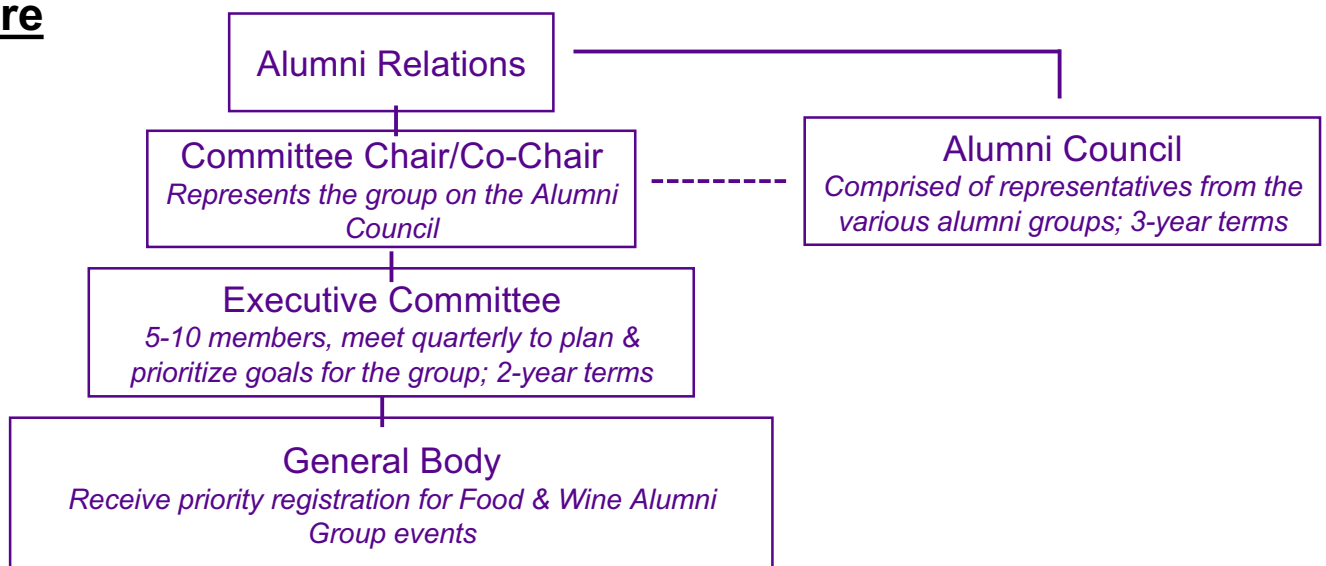 re
Alumni Relations
Committee Chair/Co-Chair
Represents the group on the Alumni
Council
Alumni Council
Comprised of representatives from the
various alumni groups; 3-year terms
Executive Committee
5-10 members, meet quarterly to plan &
prioritize goals for the group; 2-year terms
General Body
Receive priority registration for Food & Wine Alumni
Group events